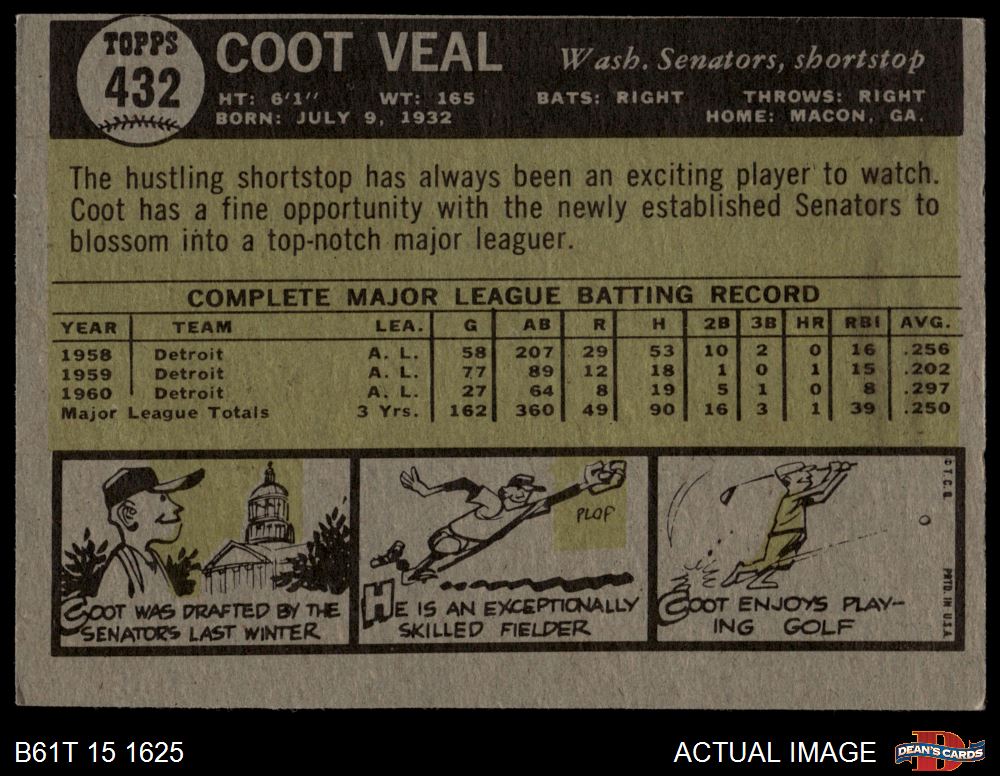 TOPPS
432
COOT VEAL
Wash. Senators, shortstop
HT: 6'1" WT: 165 BATS: RIGHT THROWS: RIGHT
BORN: JULY 9, 1932 HOME: MACON, GA.
The hustling shortstop has always been an exciting player to watch.
Coot has a fine opportunity with the newly established Senators to
blossom into a top-notch major leaguer.
COMPLETE MAJOR LEAGUE BATTING RECORD
YEAR TEAM LEA. G AB R H 2B 3B HR RBI AVG.
1958 Detroit A. L. 58 207 29 53 10 2 0 16 .256
1959 Detroit A. L. 77 89 12 18 1 0 1 15 .202
1960 Detroit A. L. 27 64 8 19 5 1 0 8 .297
Major League Totals 3 Yrs. 162 360 49 90 16 3 1 39 .250
COOT WAS DRAFTED BY THE
SENATORS LAST WINTER
PLOF
HE IS AN EXCEPTIONALLY
SKILLED FIELDER
COOT ENJOYS PLAY-
ING GOLF
© T. C. G.
PRTD. IN U.S.A.
B61T 15 1625
ACTUAL IMAGE
DEAN'S CARDS